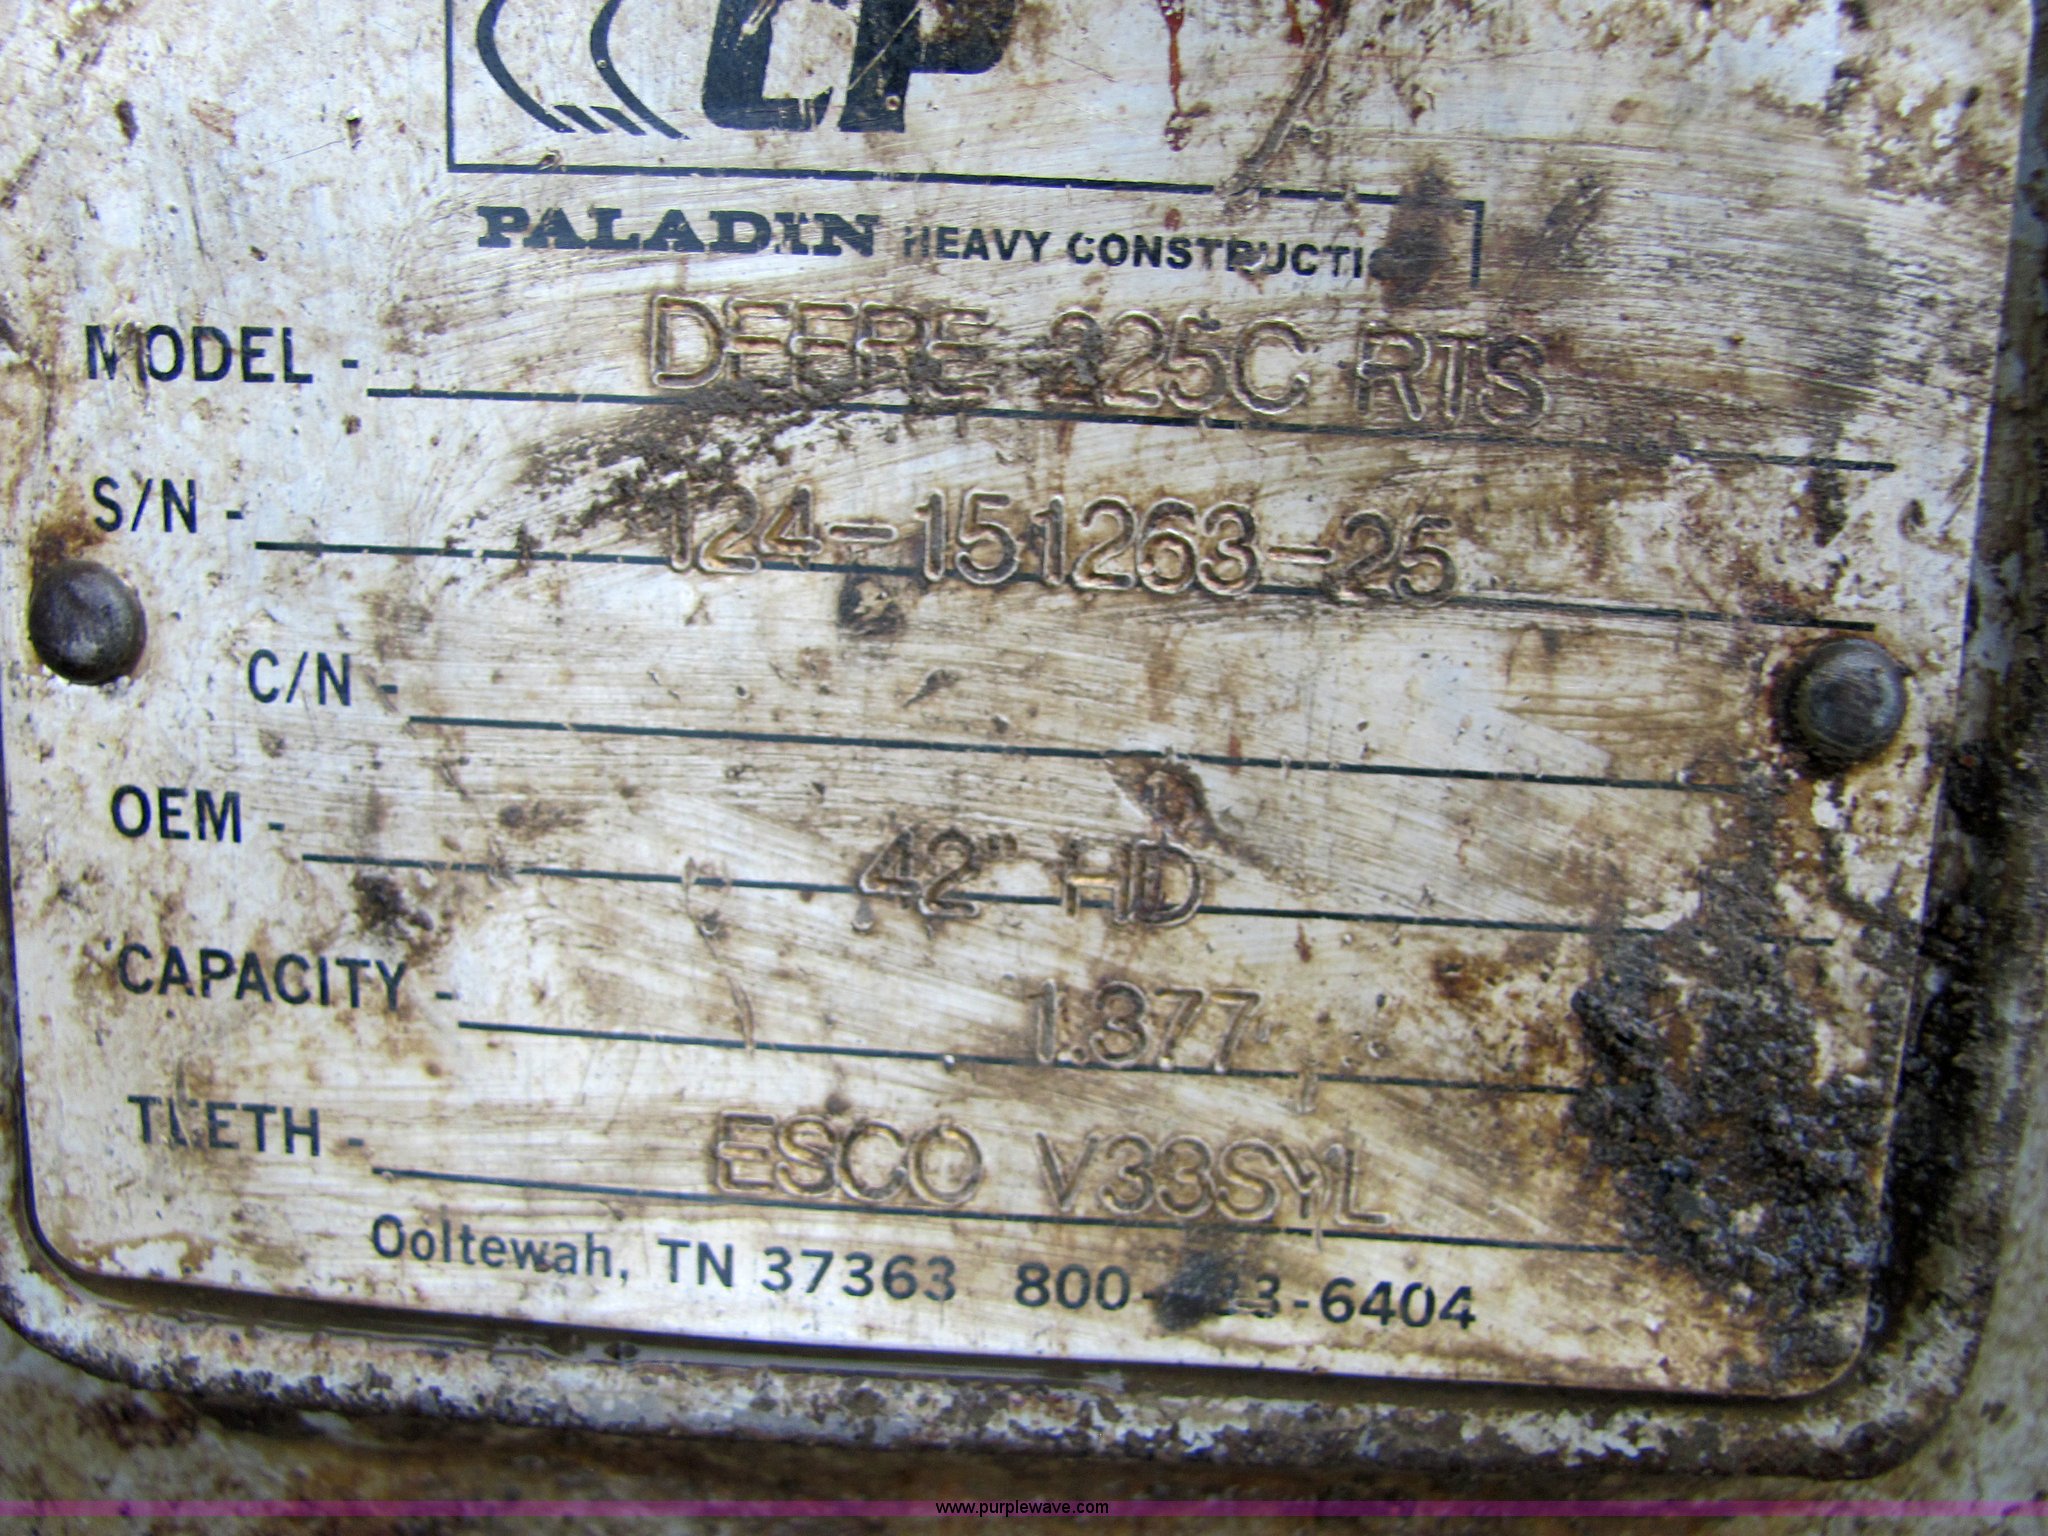 CP
PALADIN HEAVY CONSTRUCTION
MODEL - DEERE 225C RTS
S/N - 124-151263-25
C/N -
OEM - 42" HD
CAPACITY - 1.377
TEETH - ESCO V33SYL
Ooltewah, TN 37363
www.purplewave.com